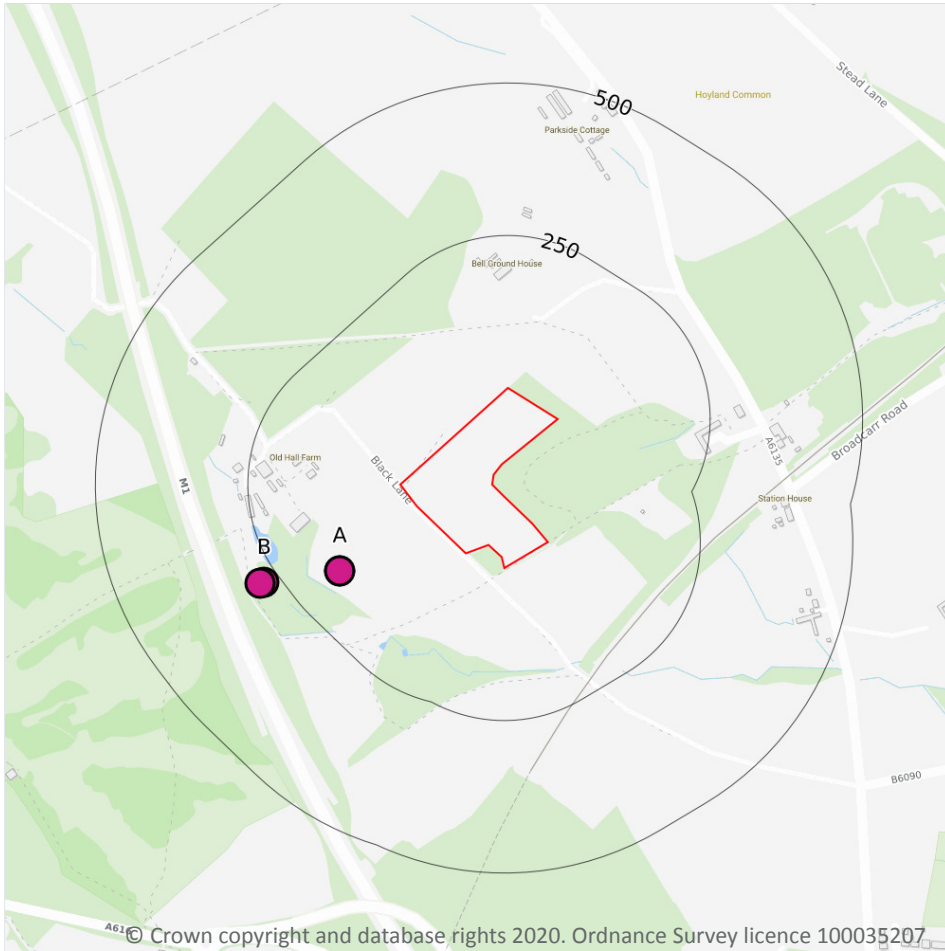 Stead Lane
Hoyland Common
500
Parkside Cottage
250
Bell Ground House
Old Hall Farm
Black Lane
M1
A6135
Broadcarr Road
Station House
A
B
B6090
A616
© Crown copyright and database rights 2020. Ordnance Survey licence 100035207.